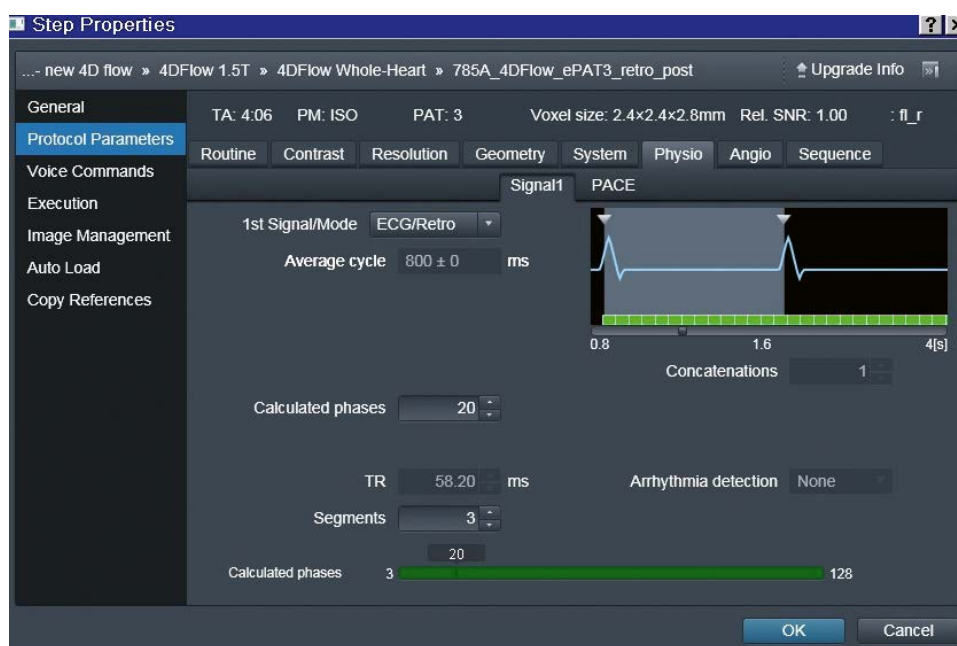 Step Properties
...- new 4D flow » 4DFlow 1.5T » 4DFlow Whole-Heart » 785A_4DFlow_ePAT3_retro_post Upgrade Info
General
Protocol Parameters
Voice Commands
Execution
Image Management
Auto Load
Copy References
TA: 4:06 PM: ISO PAT: 3 Voxel size: 2.4×2.4×2.8mm Rel. SNR: 1.00 : fl_r
Routine Contrast Resolution Geometry System Physio Angio Sequence
Signal1 PACE
1st Signal/Mode ECG/Retro
Average cycle 800 ± 0 ms
0.8 1.6 4[s]
Concatenations 1
Calculated phases 20
TR 58.20 ms Arrhythmia detection None
Segments 3
20
Calculated phases 3 128
OK Cancel